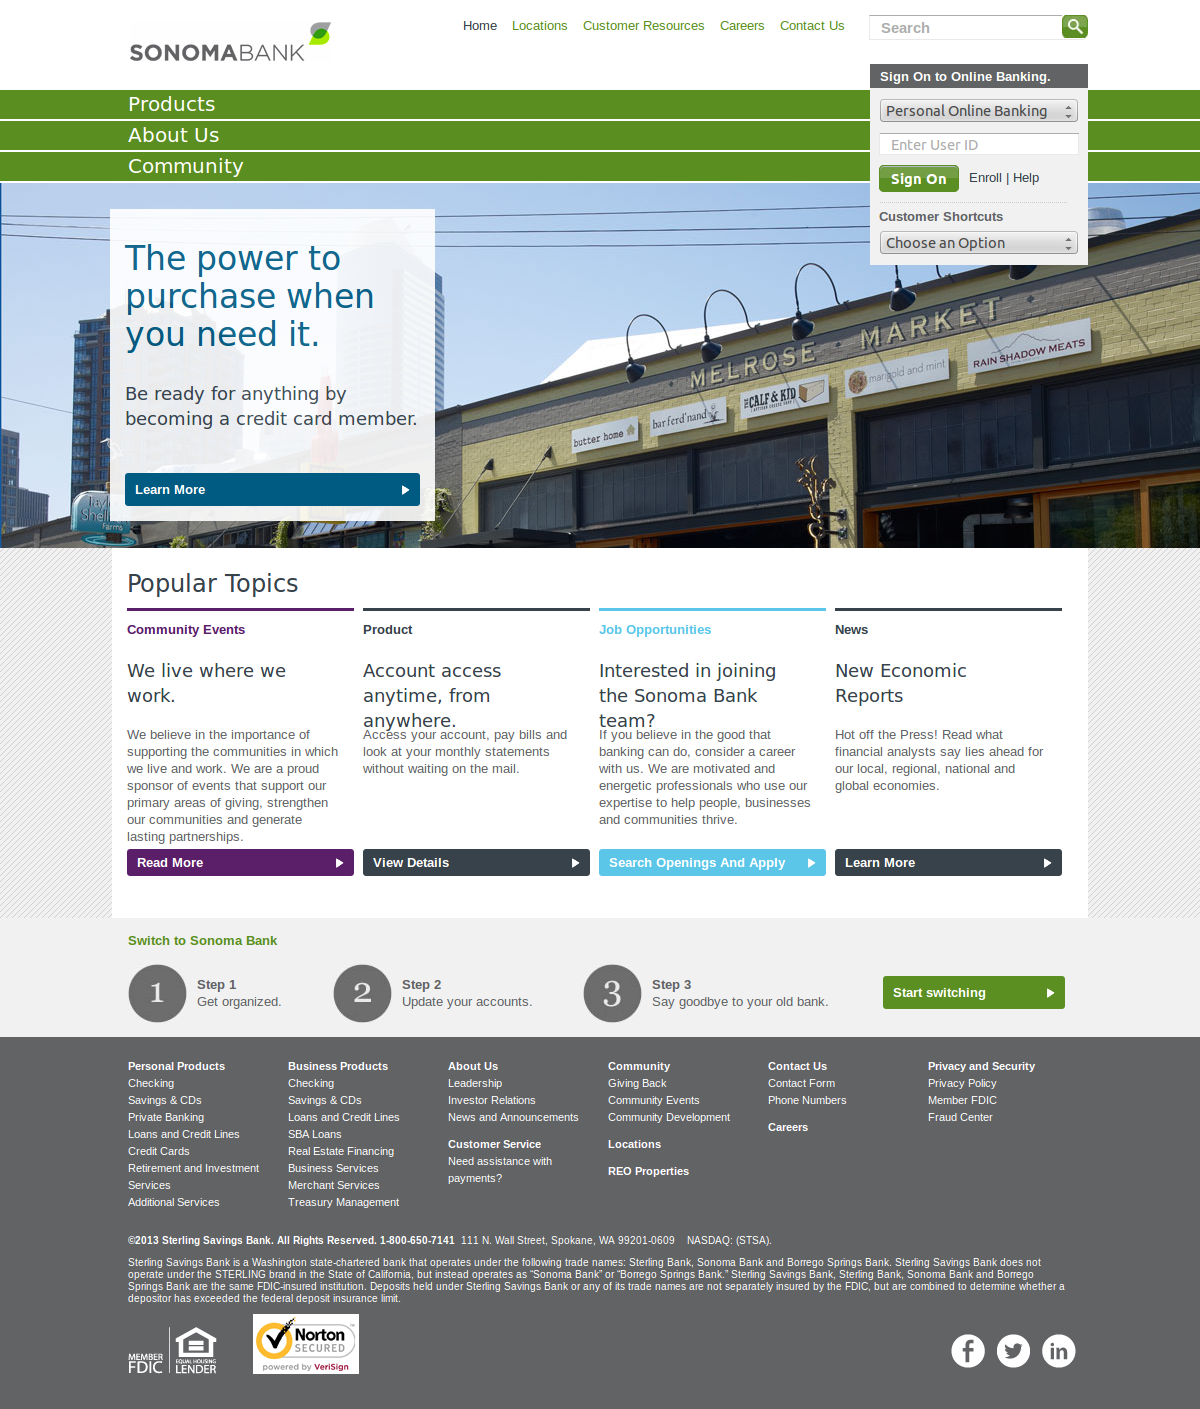 SONOMABANK
Home Locations Customer Resources Careers Contact Us
Search
Sign On to Online Banking.
Personal Online Banking
Enter User ID
Sign On Enroll | Help
Customer Shortcuts
Choose an Option
Products
About Us
Community
The power to
purchase when
you need it.
Be ready for anything by
becoming a credit card member.
Learn More
MELROSE · MARKET
butter home
bar ferd'nand
THE CALF & KID
marigold and mint
RAIN SHADOW MEATS
Farms
Popular Topics
Community Events
We live where we
work.
We believe in the importance of
supporting the communities in which
we live and work. We are a proud
sponsor of events that support our
primary areas of giving, strengthen
our communities and generate
lasting partnerships.
Read More
Product
Account access
anytime, from
anywhere.
Access your account, pay bills and
look at your monthly statements
without waiting on the mail.
View Details
Job Opportunities
Interested in joining
the Sonoma Bank
team?
If you believe in the good that
banking can do, consider a career
with us. We are motivated and
energetic professionals who use our
expertise to help people, businesses
and communities thrive.
Search Openings And Apply
News
New Economic
Reports
Hot off the Press! Read what
financial analysts say lies ahead for
our local, regional, national and
global economies.
Learn More
Switch to Sonoma Bank
1 Step 1
Get organized.
2 Step 2
Update your accounts.
3 Step 3
Say goodbye to your old bank.
Start switching
Personal Products
Checking
Savings & CDs
Private Banking
Loans and Credit Lines
Credit Cards
Retirement and Investment
Services
Additional Services
Business Products
Checking
Savings & CDs
Loans and Credit Lines
SBA Loans
Real Estate Financing
Business Services
Merchant Services
Treasury Management
About Us
Leadership
Investor Relations
News and Announcements
Customer Service
Need assistance with
payments?
Community
Giving Back
Community Events
Community Development
Locations
REO Properties
Contact Us
Contact Form
Phone Numbers
Careers
Privacy and Security
Privacy Policy
Member FDIC
Fraud Center
©2013 Sterling Savings Bank. All Rights Reserved. 1-800-650-7141 111 N. Wall Street, Spokane, WA 99201-0609 NASDAQ: (STSA).
Sterling Savings Bank is a Washington state-chartered bank that operates under the following trade names: Sterling Bank, Sonoma Bank and Borrego Springs Bank. Sterling Savings Bank does not
operate under the STERLING brand in the State of California, but instead operates as “Sonoma Bank” or “Borrego Springs Bank.” Sterling Savings Bank, Sterling Bank, Sonoma Bank and Borrego
Springs Bank are the same FDIC-insured institution. Deposits held under Sterling Savings Bank or any of its trade names are not separately insured by the FDIC, but are combined to determine whether a
depositor has exceeded the federal deposit insurance limit.
MEMBER
FDIC
EQUAL HOUSING
LENDER
Norton
SECURED
powered by VeriSign